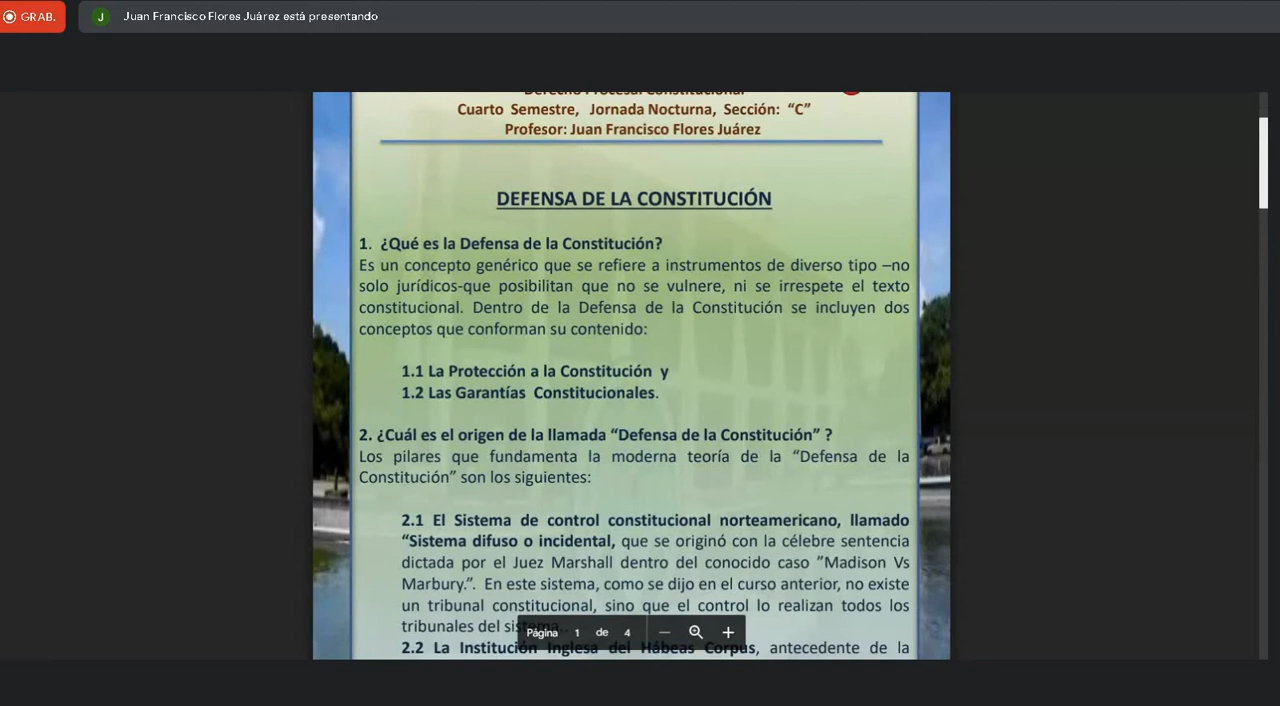 GRAB.
J Juan Francisco Flores Juárez está presentando
Derecho Procesal Constitucional
Cuarto Semestre, Jornada Nocturna, Sección: “C”
Profesor: Juan Francisco Flores Juárez
DEFENSA DE LA CONSTITUCIÓN
1. ¿Qué es la Defensa de la Constitución?
Es un concepto genérico que se refiere a instrumentos de diverso tipo –no
solo jurídicos-que posibilitan que no se vulnere, ni se irrespete el texto
constitucional. Dentro de la Defensa de la Constitución se incluyen dos
conceptos que conforman su contenido:
1.1 La Protección a la Constitución y
1.2 Las Garantías Constitucionales.
2. ¿Cuál es el origen de la llamada “Defensa de la Constitución” ?
Los pilares que fundamenta la moderna teoría de la “Defensa de la
Constitución” son los siguientes:
2.1 El Sistema de control constitucional norteamericano, llamado
“Sistema difuso o incidental, que se originó con la célebre sentencia
dictada por el Juez Marshall dentro del conocido caso ”Madison Vs
Marbury.”. En este sistema, como se dijo en el curso anterior, no existe
un tribunal constitucional, sino que el control lo realizan todos los
tribunales del sistema..
Página 1 de 4
2.2 La Institución Inglesa del Hábeas Corpus, antecedente de la